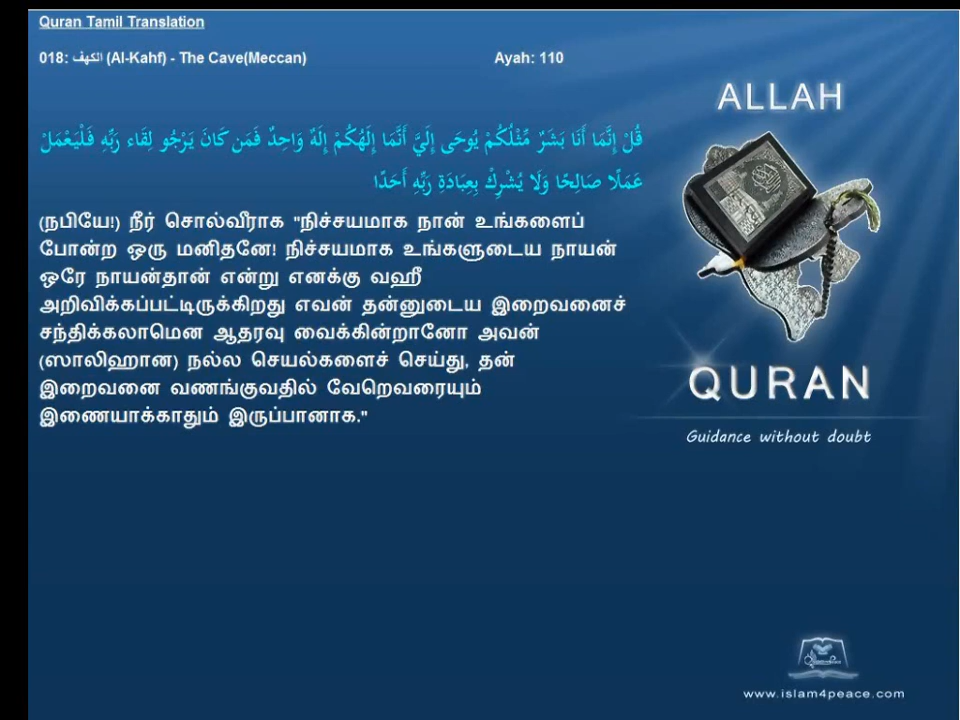 Quran Tamil Translation
018: الكهف (Al-Kahf) - The Cave(Meccan) Ayah: 110
قُلْ إِنَّمَا أَنَا بَشَرٌ مِّثْلُكُمْ يُوحَى إِلَيَّ أَنَّمَا إِلَهُكُمْ إِلَهٌ وَاحِدٌ فَمَن كَانَ يَرْجُو لِقَاء رَبِّهِ فَلْيَعْمَلْ
عَمَلًا صَالِحًا وَلَا يُشْرِكْ بِعِبَادَةِ رَبِّهِ أَحَدًا
(நபியே!) நீர் சொல்வீராக "நிச்சயமாக நான் உங்களைப்
போன்ற ஒரு மனிதனே! நிச்சயமாக உங்களுடைய நாயன்
ஒரே நாயன்தான் என்று எனக்கு வஹீ
அறிவிக்கப்பட்டிருக்கிறது எவன் தன்னுடைய இறைவனைச்
சந்திக்கலாமென ஆதரவு வைக்கின்றானோ அவன்
(ஸாலிஹான) நல்ல செயல்களைச் செய்து, தன்
இறைவனை வணங்குவதில் வேறெவரையும்
இணையாக்காதும் இருப்பானாக."
ALLAH
QURAN
Guidance without doubt
www.islam4peace.com